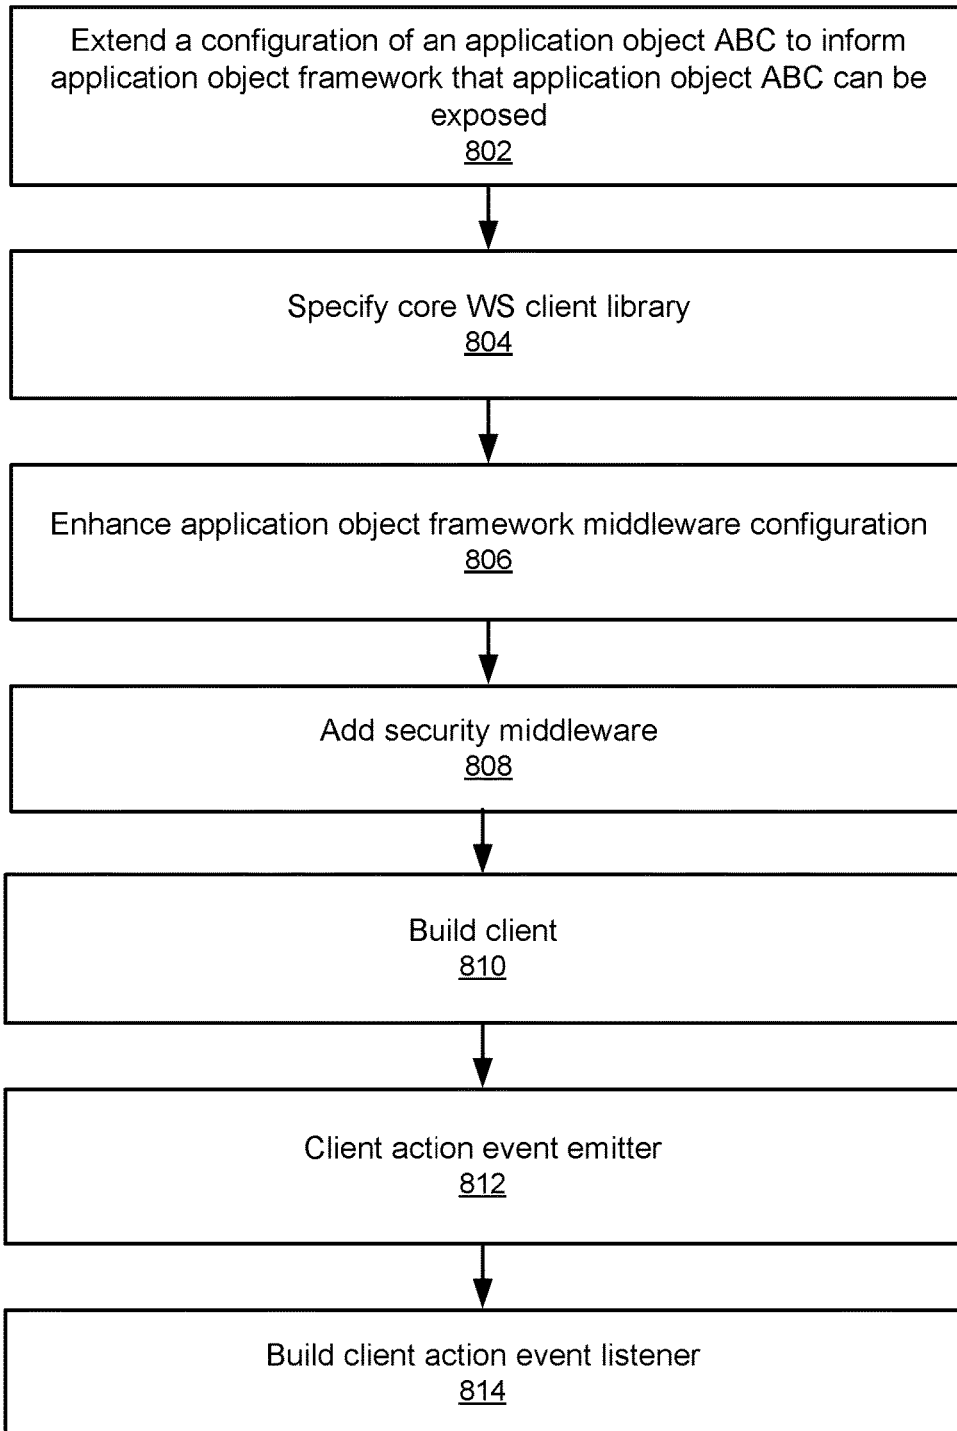 Extend a configuration of an application object ABC to inform
application object framework that application object ABC can be
exposed
802
Specify core WS client library
804
Enhance application object framework middleware configuration
806
Add security middleware
808
Build client
810
Client action event emitter
812
Build client action event listener
814